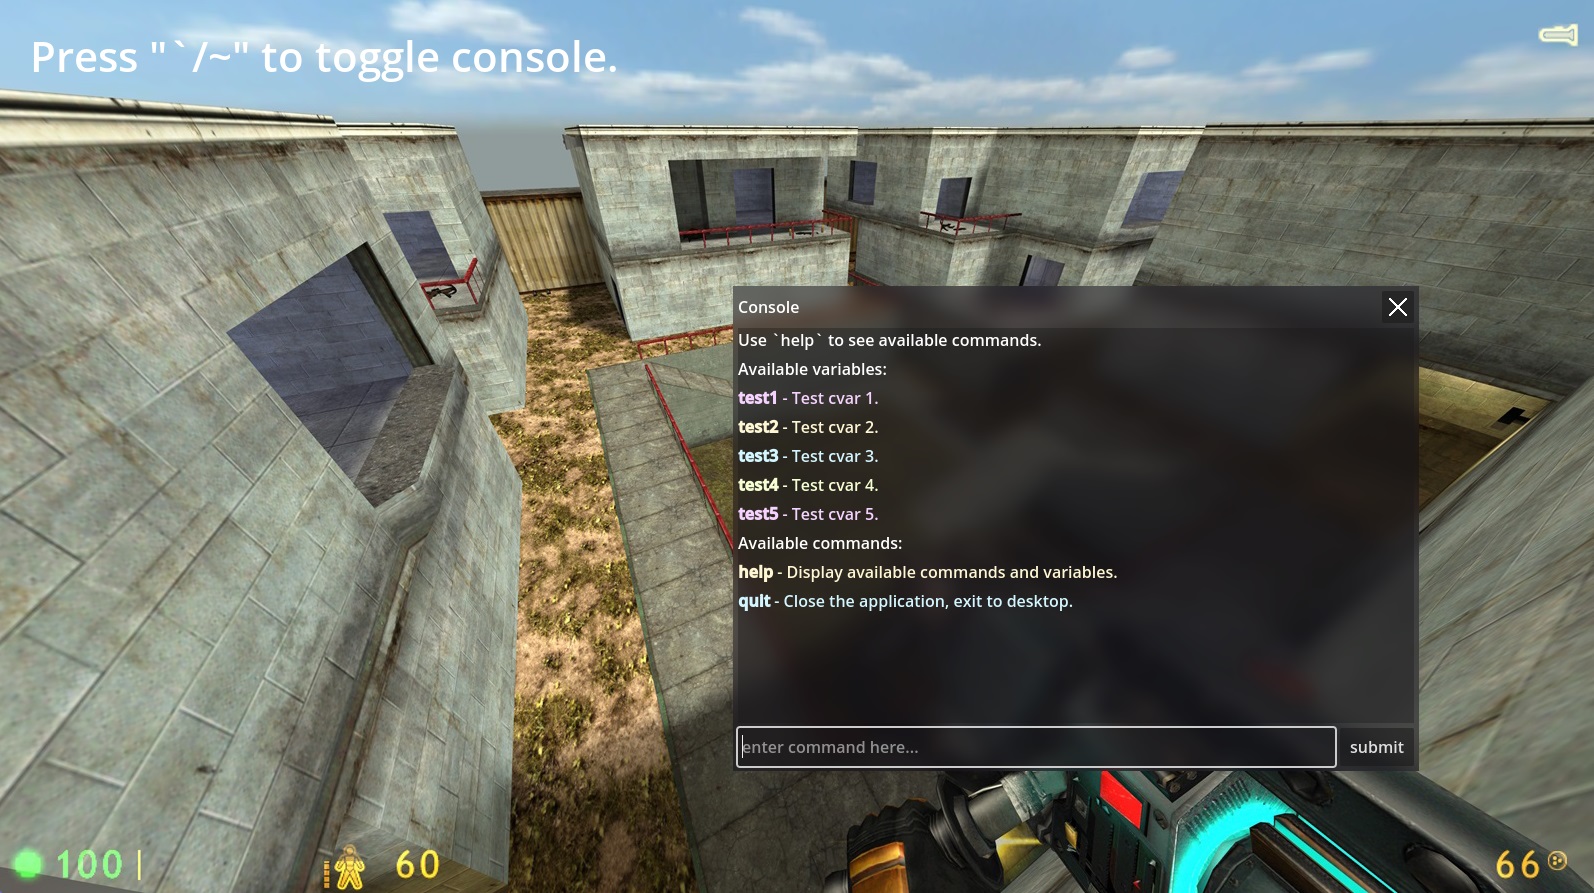 Press "`/~" to toggle console.
Console
Use `help` to see available commands.
Available variables:
test1 - Test cvar 1.
test2 - Test cvar 2.
test3 - Test cvar 3.
test4 - Test cvar 4.
test5 - Test cvar 5.
Available commands:
help - Display available commands and variables.
quit - Close the application, exit to desktop.
enter command here...
submit
100 |
60
66